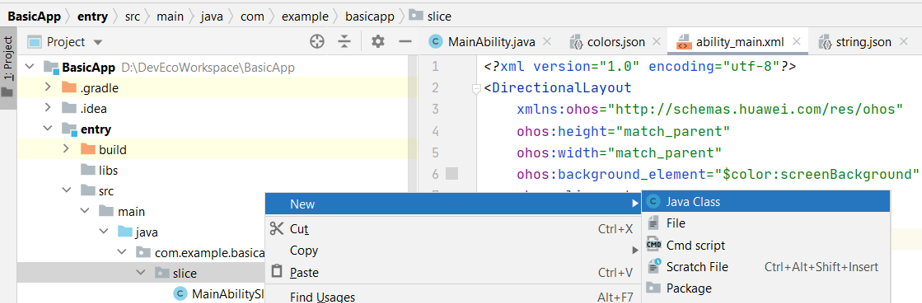 BasicApp entry src main java com example basicapp slice
1: Project
Project
MainAbility.java colors.json ability_main.xml string.json
BasicApp D:\DevEcoWorkspace\BasicApp
.gradle
.idea
entry
build
libs
src
main
java
com.example.basica
slice
MainAbilitySl
1 <?xml version="1.0" encoding="utf-8"?>
2 <DirectionalLayout
3 xmlns:ohos="http://schemas.huawei.com/res/ohos"
4 ohos:height="match_parent"
5 ohos:width="match_parent"
6 ohos:background_element="$color:screenBackground"
New
Cut Ctrl+X
Copy
Paste Ctrl+V
Find Usages Alt+F7
Java Class
File
Cmd script
Scratch File Ctrl+Alt+Shift+Insert
Package